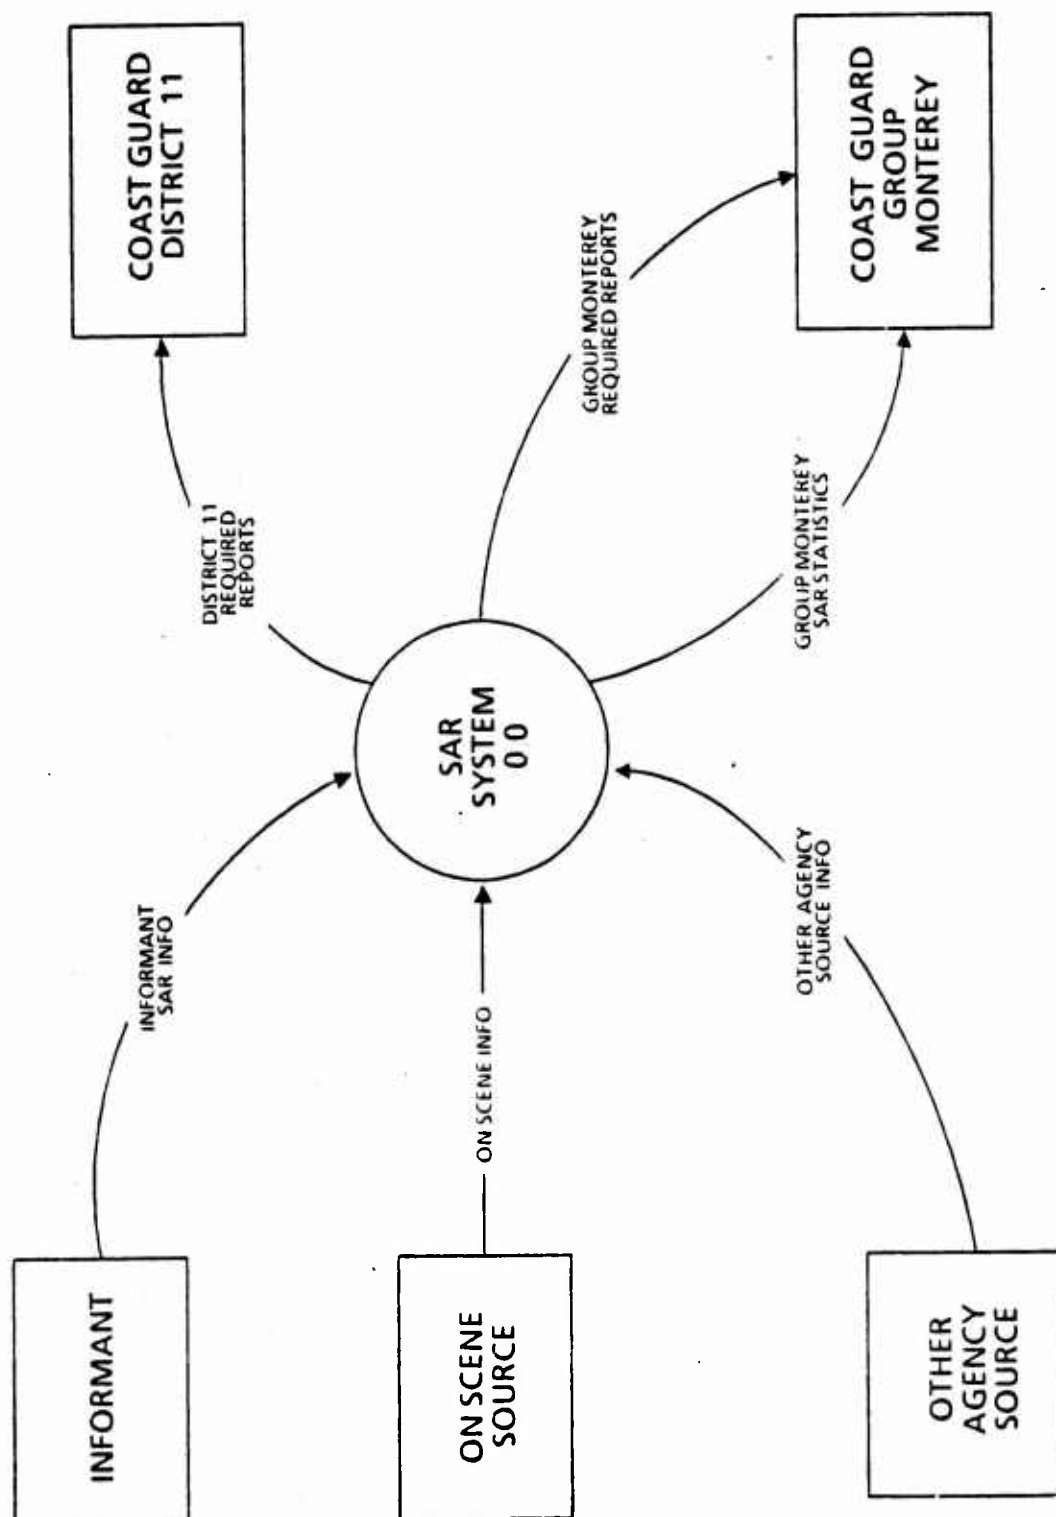 INFORMANT
INFORMANT
SAR INFO
DISTRICT 11
REQUIRED
REPORTS
COAST GUARD
DISTRICT 11
ON SCENE
SOURCE
ON SCENE INFO
SAR
SYSTEM
0 0
GROUP MONTEREY
REQUIRED REPORTS
OTHER
AGENCY
SOURCE
OTHER AGENCY
SOURCE INFO
GROUP MONTEREY
SAR STATISTICS
COAST GUARD
GROUP
MONTEREY